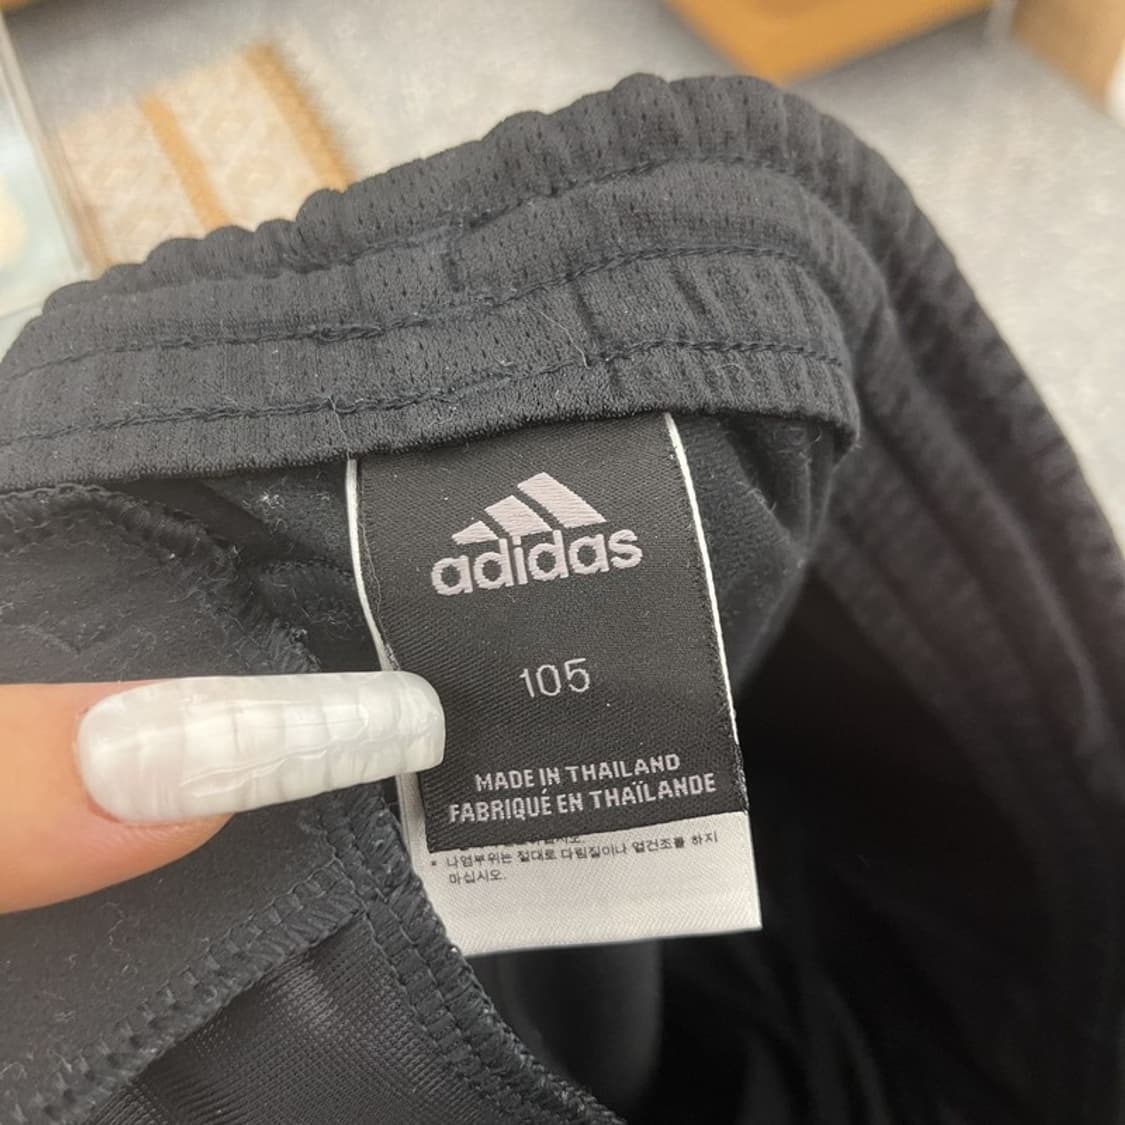 adidas
105
MADE IN THAILAND
FABRIQUÉ EN THAÏLANDE
* 나염부위는 절대로 다림질이나 열건조를 하지
마십시오.